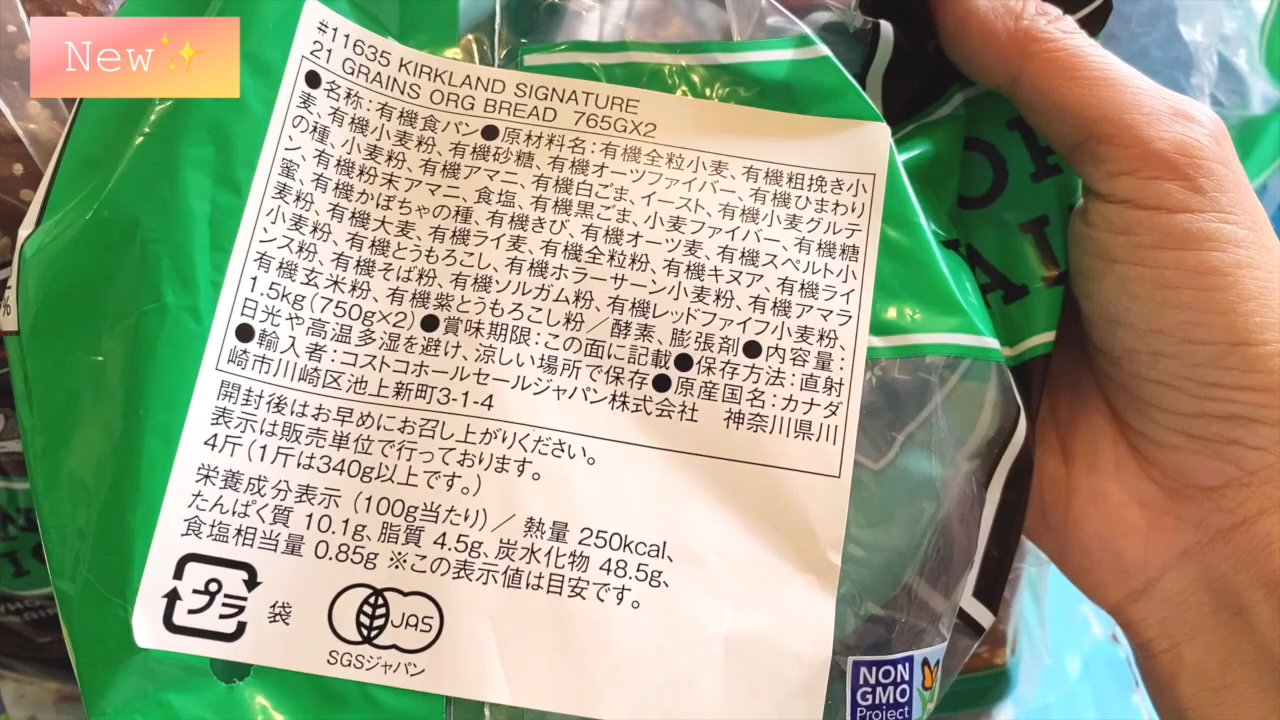 New✨
#11635 KIRKLAND SIGNATURE
21 GRAINS ORG BREAD 765GX2
●名称：有機食パン●原材料名：有機全粒小麦、有機粗挽き小
麦、有機小麦粉、有機砂糖、有機オーツファイバー、有機ひまわり
の種、小麦粉、有機アマニ、有機白ごま、イースト、有機小麦グルテ
ン、有機粉末アマニ、食塩、有機黒ごま、小麦ファイバー、有機糖
蜜、有機かぼちゃの種、有機きび、有機オーツ麦、有機スペルト小
麦粉、有機大麦、有機ライ麦、有機全粒粉、有機キヌア、有機ライ
小麦粉、有機とうもろこし、有機ホラーサーン小麦粉、有機アマラ
ンス粉、有機そば粉、有機ソルガム粉、有機レッドファイフ小麦粉、
有機玄米粉、有機紫とうもろこし粉／酵素、膨張剤●内容量：
1.5kg(750g×2)●賞味期限：この面に記載●保存方法：直射
日光や高温多湿を避け、涼しい場所で保存●原産国名：カナダ
●輸入者：コストコホールセールジャパン株式会社 神奈川県川
崎市川崎区池上新町3-1-4
開封後はお早めにお召し上がりください。
表示は販売単位で行っております。
4斤(1斤は340g以上です。)
栄養成分表示 (100g当たり)／ 熱量 250kcal、
たんぱく質 10.1g、脂質 4.5g、炭水化物 48.5g、
食塩相当量 0.85g ※この表示値は目安です。
プラ 袋
JAS
SGSジャパン
NON
GMO
Project